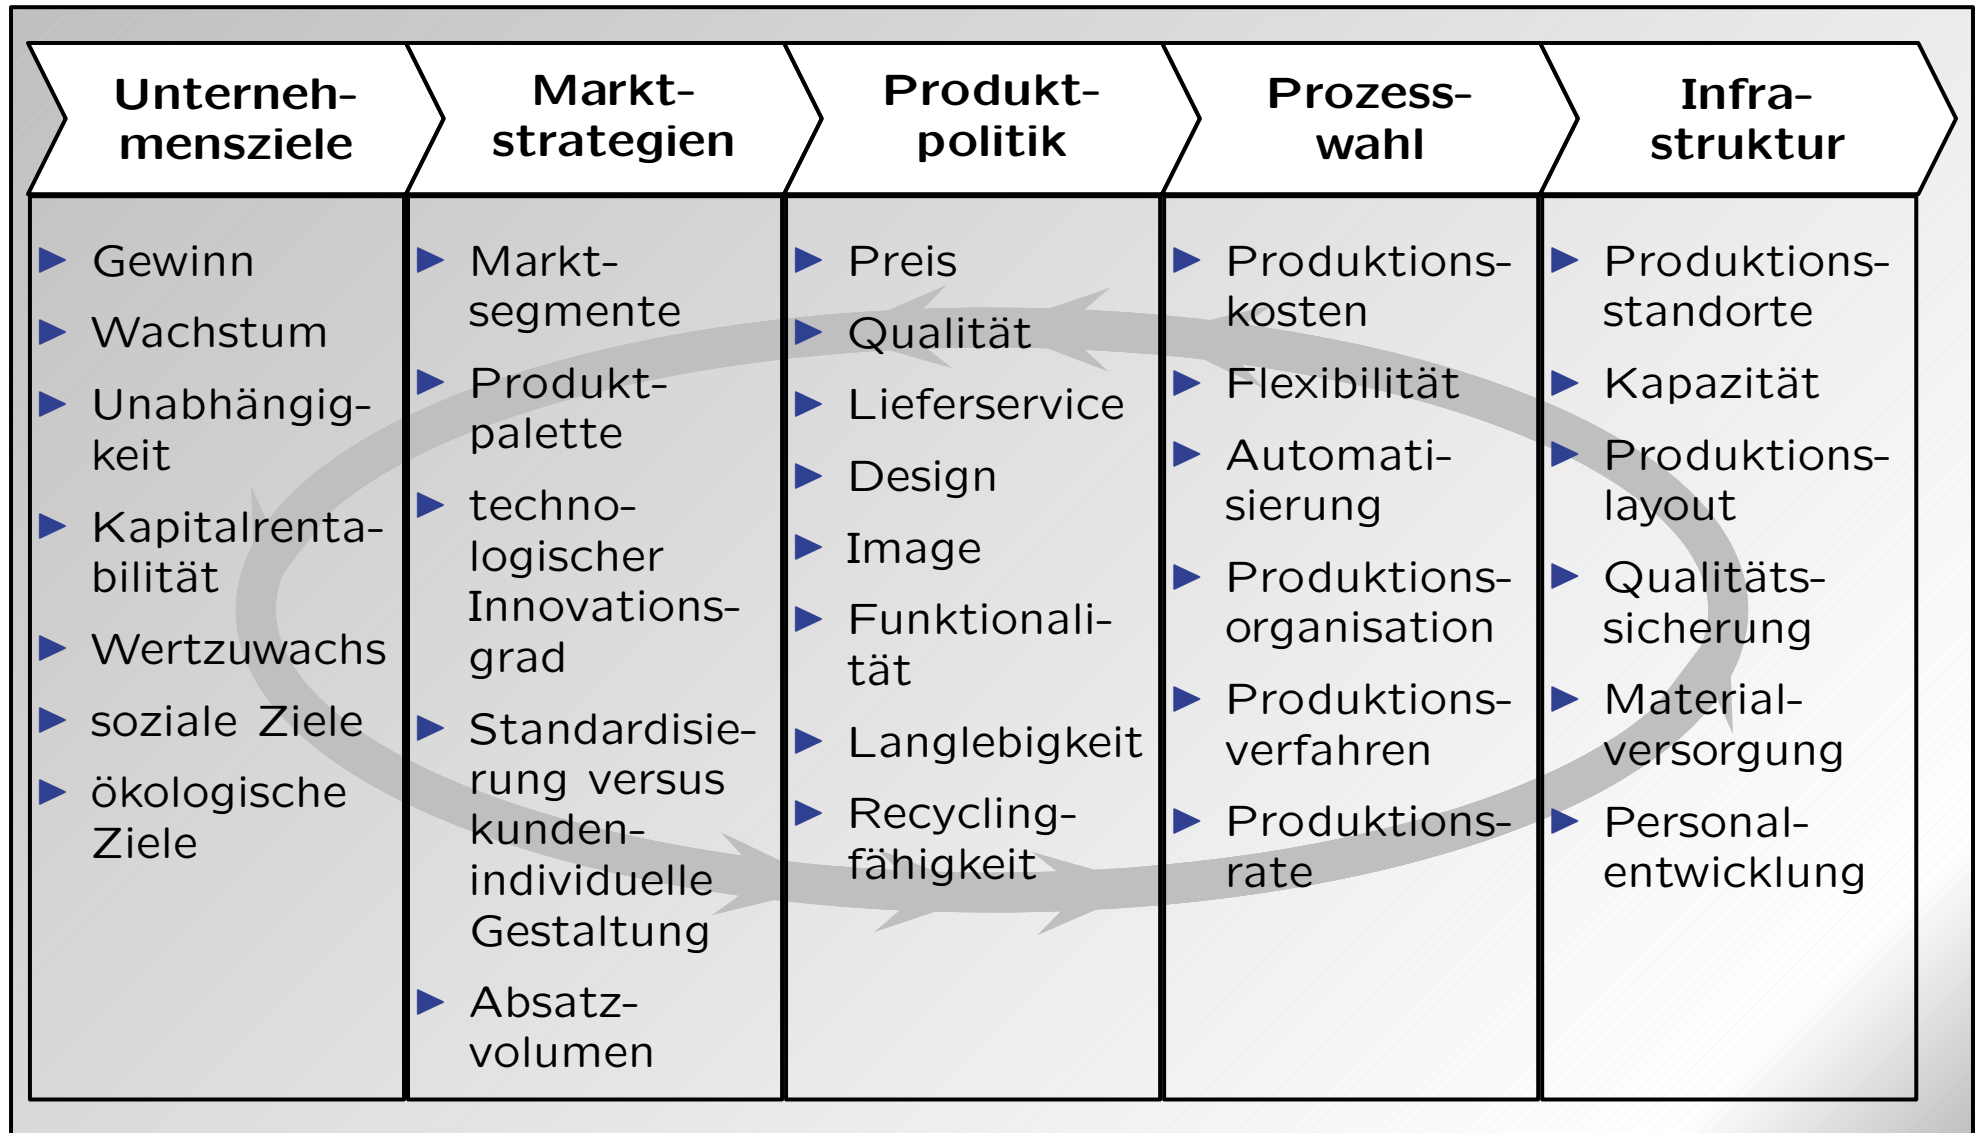 Unterneh-
mensziele
Markt-
strategien
Produkt-
politik
Prozess-
wahl
Infra-
struktur
Gewinn
Wachstum
Unabhängig-
keit
Kapitalrenta-
bilität
Wertzuwachs
soziale Ziele
ökologische
Ziele
Markt-
segmente
Produkt-
palette
techno-
logischer
Innovations-
grad
Standardisie-
rung versus
kunden-
individuelle
Gestaltung
Absatz-
volumen
Preis
Qualität
Lieferservice
Design
Image
Funktionali-
tät
Langlebigkeit
Recycling-
fähigkeit
Produktions-
kosten
Flexibilität
Automati-
sierung
Produktions-
organisation
Produktions-
verfahren
Produktions-
rate
Produktions-
standorte
Kapazität
Produktions-
layout
Qualitäts-
sicherung
Material-
versorgung
Personal-
entwicklung